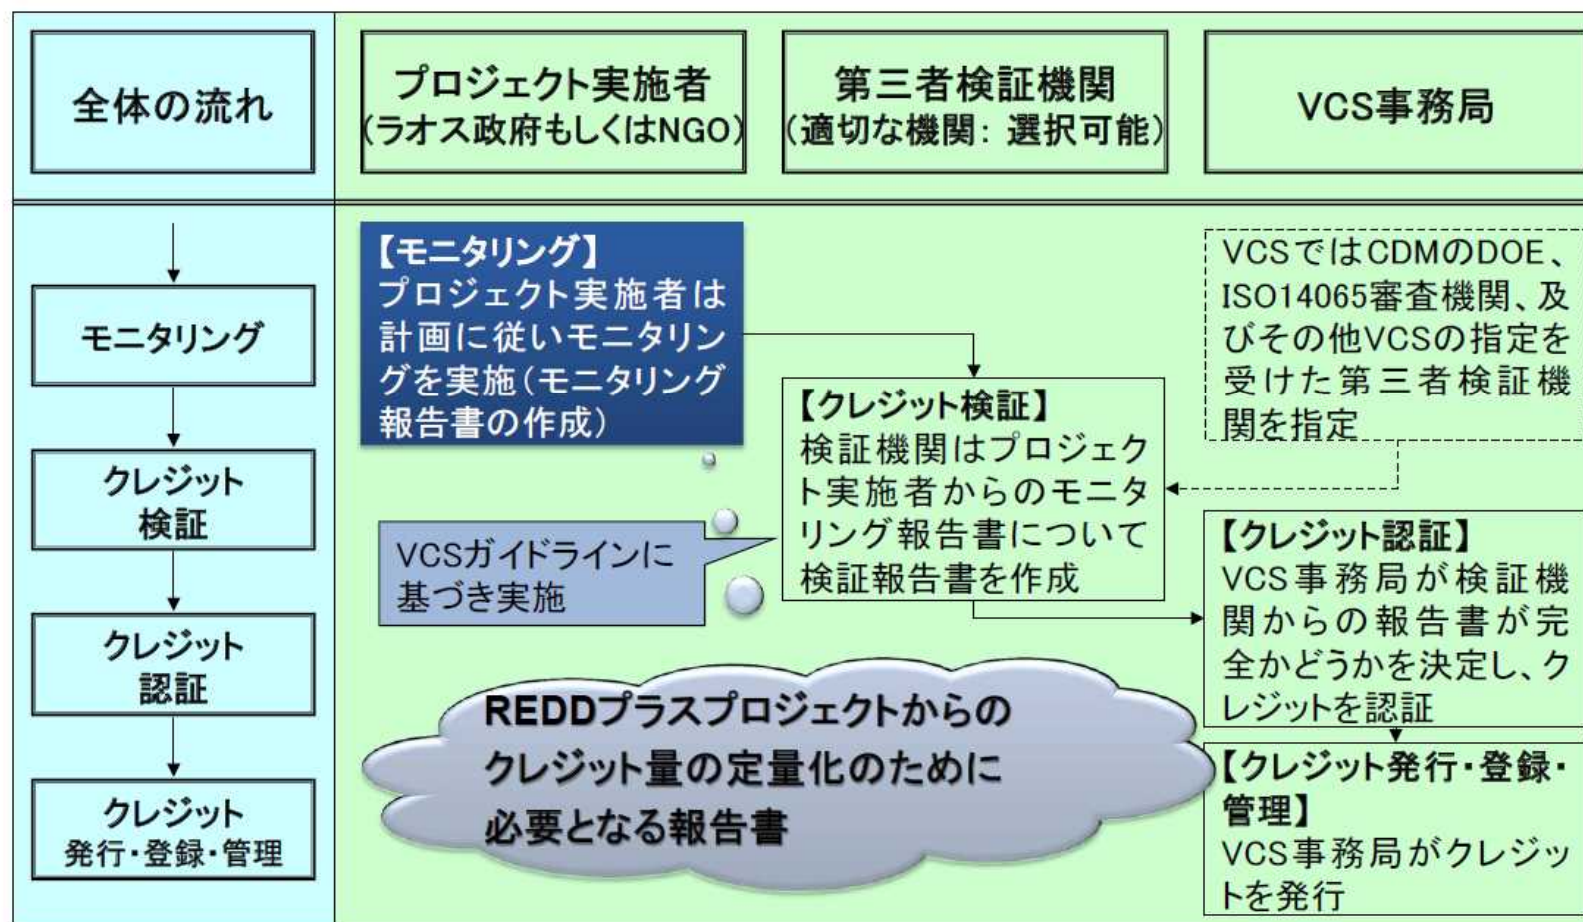 全体の流れ
プロジェクト実施者
(ラオス政府もしくはNGO)
第三者検証機関
(適切な機関: 選択可能)
VCS事務局
モニタリング
クレジット
検証
クレジット
認証
クレジット
発行・登録・管理
【モニタリング】
プロジェクト実施者は
計画に従いモニタリン
グを実施(モニタリング
報告書の作成)
VCSガイドラインに
基づき実施
【クレジット検証】
検証機関はプロジェク
ト実施者からのモニタ
リング報告書について
検証報告書を作成
VCSではCDMのDOE、
ISO14065審査機関、及
びその他VCSの指定を
受けた第三者検証機
関を指定
【クレジット認証】
VCS事務局が検証機
関からの報告書が完
全かどうかを決定し、ク
レジットを認証
【クレジット発行・登録・
管理】
VCS事務局がクレジッ
トを発行
REDDプラスプロジェクトからの
クレジット量の定量化のために
必要となる報告書